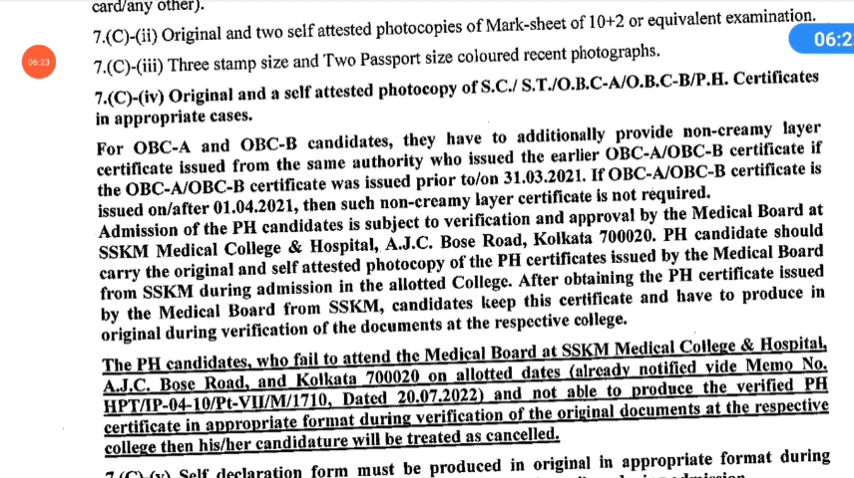 card/any other).
7.(C)-(ii) Original and two self attested photocopies of Mark-sheet of 10+2 or equivalent examination.
06:2
06:23
7.(C)-(iii) Three stamp size and Two Passport size coloured recent photographs.
7.(C)-(iv) Original and a self attested photocopy of S.C./ S.T./O.B.C-A/O.B.C-B/P.H. Certificates
in appropriate cases.
For OBC-A and OBC-B candidates, they have to additionally provide non-creamy layer
certificate issued from the same authority who issued the earlier OBC-A/OBC-B certificate if
the OBC-A/OBC-B certificate was issued prior to/on 31.03.2021. If OBC-A/OBC-B certificate is
issued on/after 01.04.2021, then such non-creamy layer certificate is not required.
Admission of the PH candidates is subject to verification and approval by the Medical Board at
SSKM Medical College & Hospital, A.J.C. Bose Road, Kolkata 700020. PH candidate should
carry the original and self attested photocopy of the PH certificates issued by the Medical Board
from SSKM during admission in the allotted College. After obtaining the PH certificate issued
by the Medical Board from SSKM, candidates keep this certificate and have to produce in
original during verification of the documents at the respective college.
The PH candidates, who fail to attend the Medical Board at SSKM Medical College & Hospital,
A.J.C. Bose Road, and Kolkata 700020 on allotted dates (already notified vide Memo No.
HPT/IP-04-10/Pt-VII/M/1710, Dated 20.07.2022) and not able to produce the verified PH
certificate in appropriate format during verification of the original documents at the respective
college then his/her candidature will be treated as cancelled.
7.(C)-(v) Self declaration form must be produced in original in appropriate format during